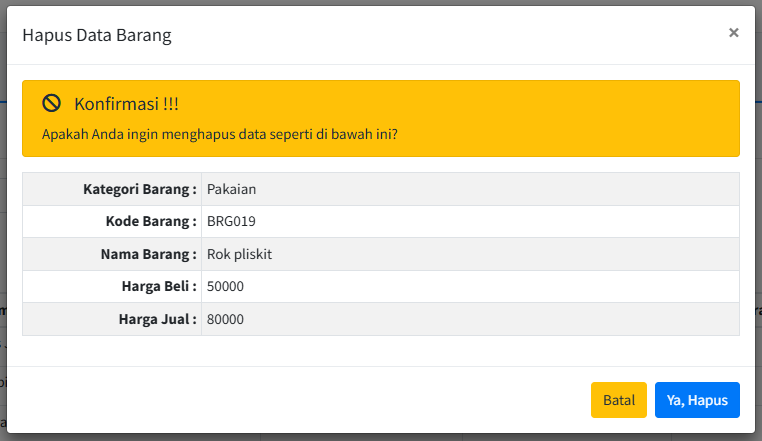 Hapus Data Barang ×
Konfirmasi !!!
Apakah Anda ingin menghapus data seperti di bawah ini?
Kategori Barang : Pakaian
Kode Barang : BRG019
Nama Barang : Rok pliskit
Harga Beli : 50000
Harga Jual : 80000
Batal Ya, Hapus